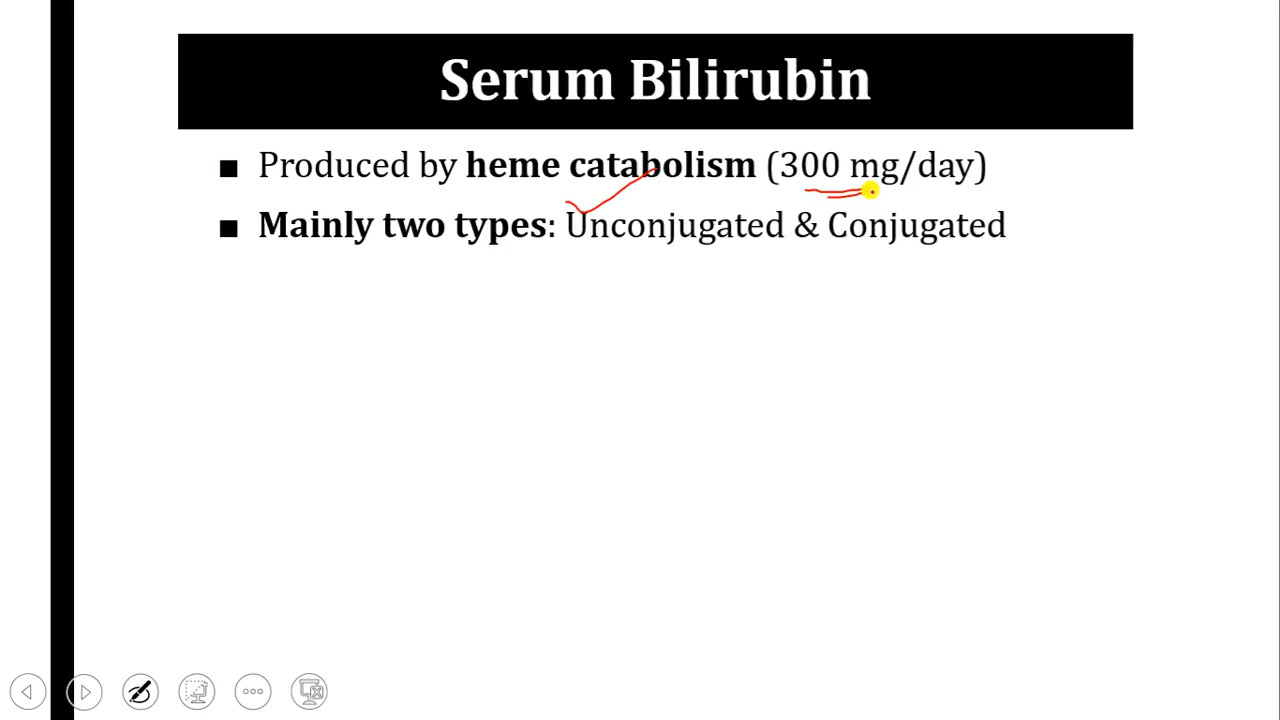 Serum Bilirubin
■ Produced by heme catabolism (300 mg/day)
■ Mainly two types: Unconjugated & Conjugated